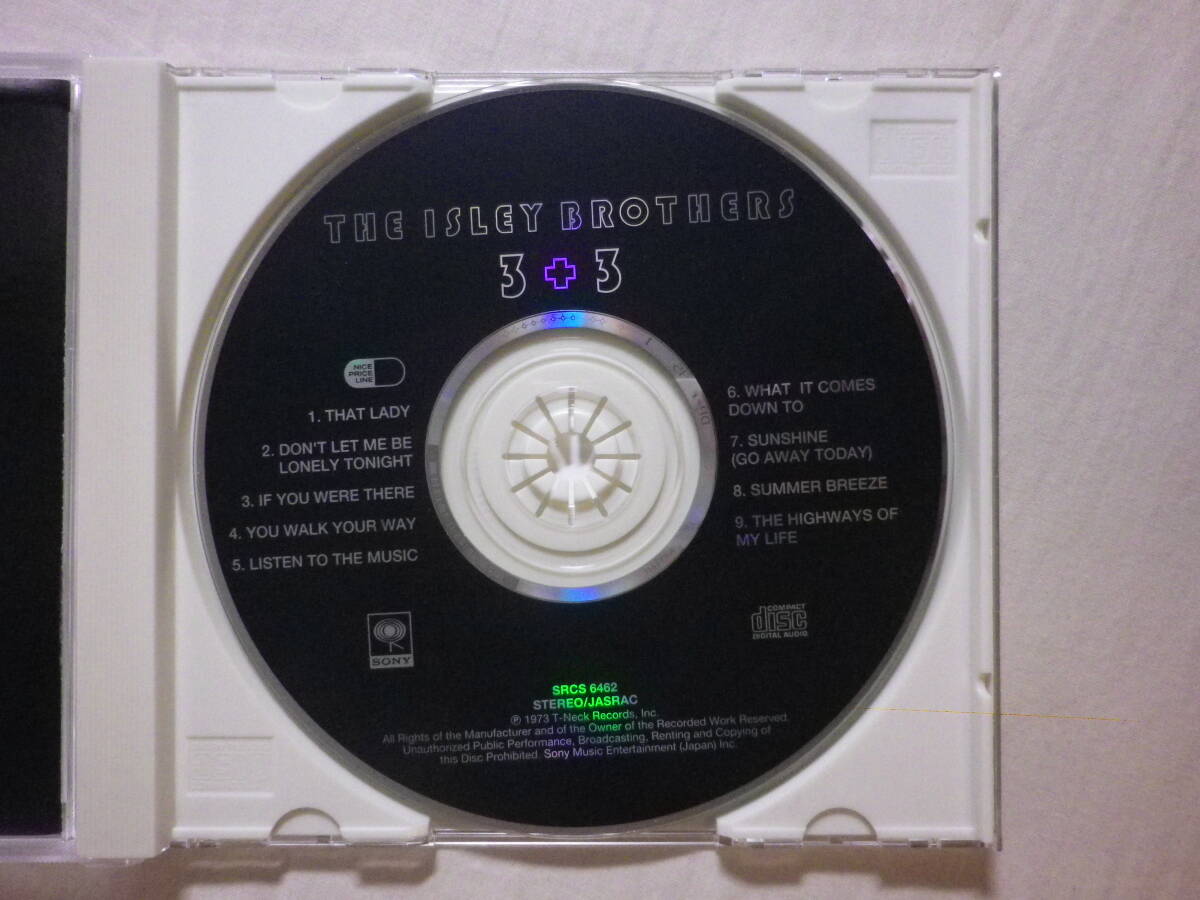 THE ISLEY BROTHERS
3 + 3
NICE
PRICE
LINE
1. THAT LADY
2. DON'T LET ME BE
LONELY TONIGHT
3. IF YOU WERE THERE
4. YOU WALK YOUR WAY
5. LISTEN TO THE MUSIC
6. WHAT IT COMES
DOWN TO
7. SUNSHINE
(GO AWAY TODAY)
8. SUMMER BREEZE
9. THE HIGHWAYS OF
MY LIFE
SONY
COMPACT
disc
DIGITAL AUDIO
SRCS 6462
STEREO/JASRAC
℗ 1973 T-Neck Records, Inc.
All Rights of the Manufacturer and of the Owner of the Recorded Work Reserved.
Unauthorized Public Performance, Broadcasting, Renting and Copying of
this Disc Prohibited. Sony Music Entertainment (Japan) Inc.